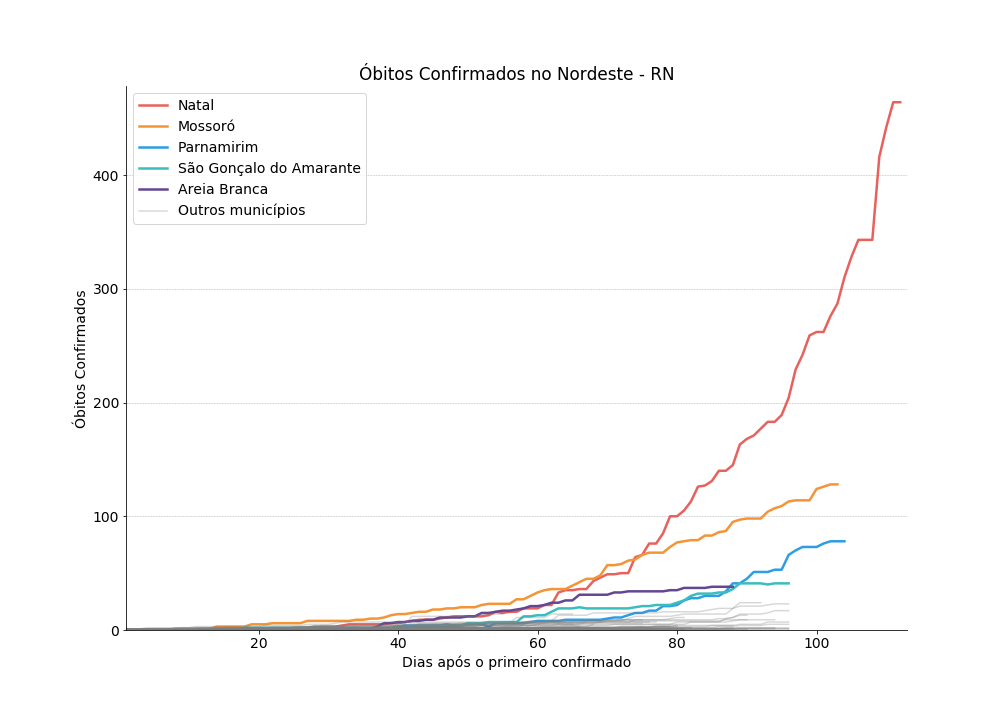 Óbitos Confirmados no Nordeste - RN
Natal
Mossoró
Parnamirim
São Gonçalo do Amarante
Areia Branca
Outros municípios
Óbitos Confirmados
400
300
200
100
0
20 40 60 80 100
Dias após o primeiro confirmado